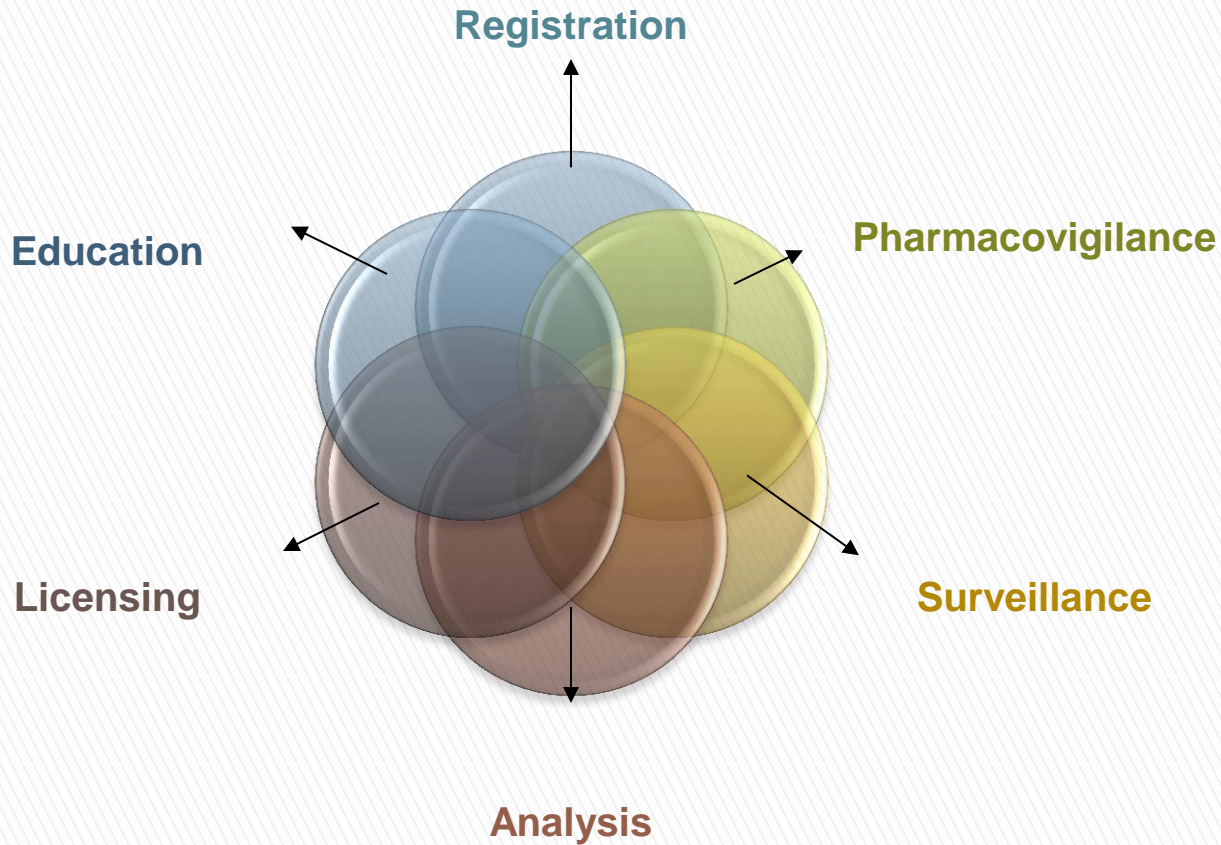 Registration
Education
Pharmacovigilance
Licensing
Surveillance
Analysis